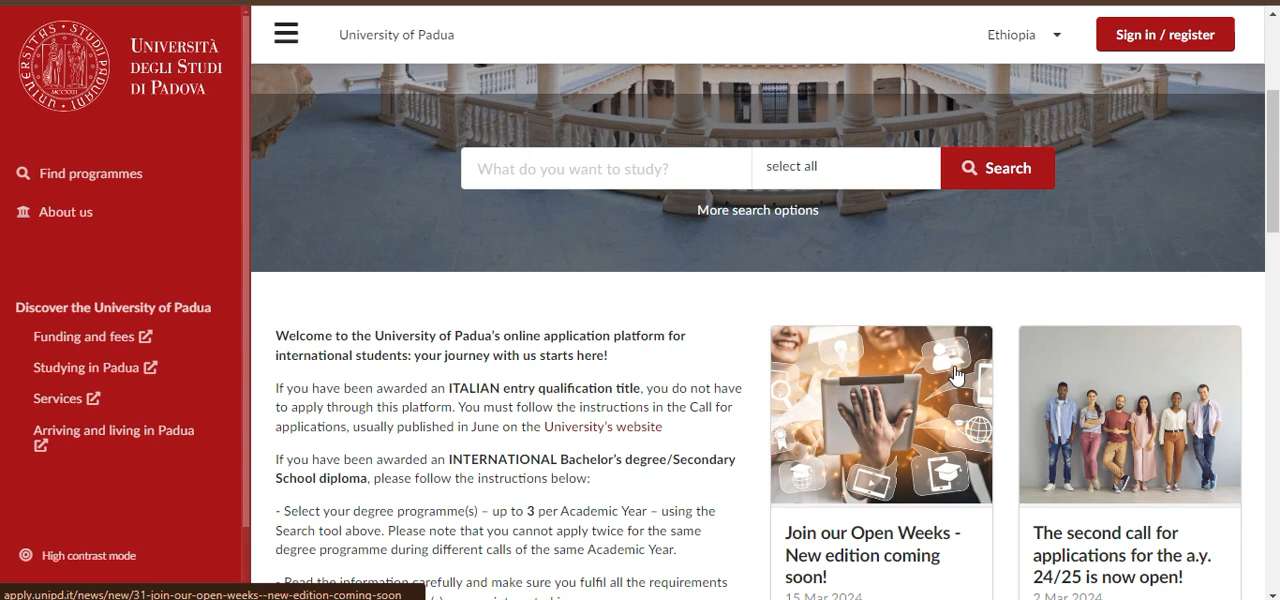 UNIVERSITÀ
DEGLI STUDI
DI PADOVA
Find programmes
About us
Discover the University of Padua
Funding and fees
Studying in Padua
Services
Arriving and living in Padua
High contrast mode
apply.unipd.it/news/new/31-join-our-open-weeks--new-edition-coming-soon
University of Padua
Ethiopia
Sign in / register
What do you want to study?
select all
Search
More search options
Welcome to the University of Padua's online application platform for
international students: your journey with us starts here!
If you have been awarded an ITALIAN entry qualification title, you do not have
to apply through this platform. You must follow the instructions in the Call for
applications, usually published in June on the University's website
If you have been awarded an INTERNATIONAL Bachelor's degree/Secondary
School diploma, please follow the instructions below:
- Select your degree programme(s) – up to 3 per Academic Year – using the
Search tool above. Please note that you cannot apply twice for the same
degree programme during different calls of the same Academic Year.
- Read the information carefully and make sure you fulfil all the requirements
Join our Open Weeks -
New edition coming
soon!
15 Mar 2024
The second call for
applications for the a.y.
24/25 is now open!
2 Mar 2024